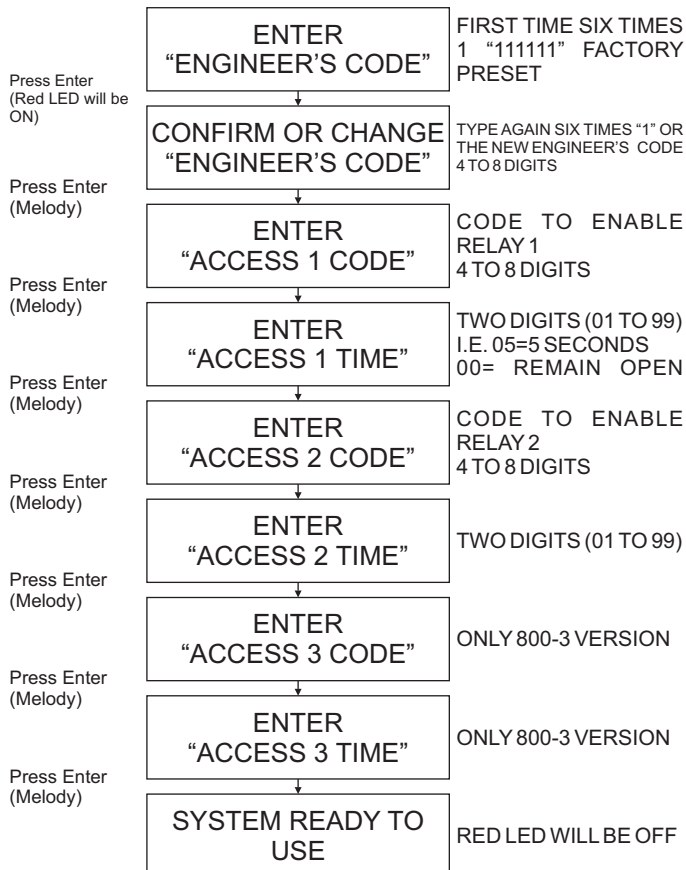 ENTER
“ENGINEER’S CODE”
FIRST TIME SIX TIMES
1 “111111” FACTORY
PRESET
Press Enter
(Red LED will be
ON)
CONFIRM OR CHANGE
“ENGINEER’S CODE”
TYPE AGAIN SIX TIMES “1” OR
THE NEW ENGINEER’S CODE
4 TO 8 DIGITS
Press Enter
(Melody)
ENTER
“ACCESS 1 CODE”
CODE TO ENABLE
RELAY 1
4 TO 8 DIGITS
Press Enter
(Melody)
ENTER
“ACCESS 1 TIME”
TWO DIGITS (01 TO 99)
I.E. 05=5 SECONDS
00= REMAIN OPEN
Press Enter
(Melody)
ENTER
“ACCESS 2 CODE”
CODE TO ENABLE
RELAY 2
4 TO 8 DIGITS
Press Enter
(Melody)
ENTER
“ACCESS 2 TIME”
TWO DIGITS (01 TO 99)
Press Enter
(Melody)
ENTER
“ACCESS 3 CODE”
ONLY 800-3 VERSION
Press Enter
(Melody)
ENTER
“ACCESS 3 TIME”
ONLY 800-3 VERSION
Press Enter
(Melody)
SYSTEM READY TO
USE
RED LED WILL BE OFF